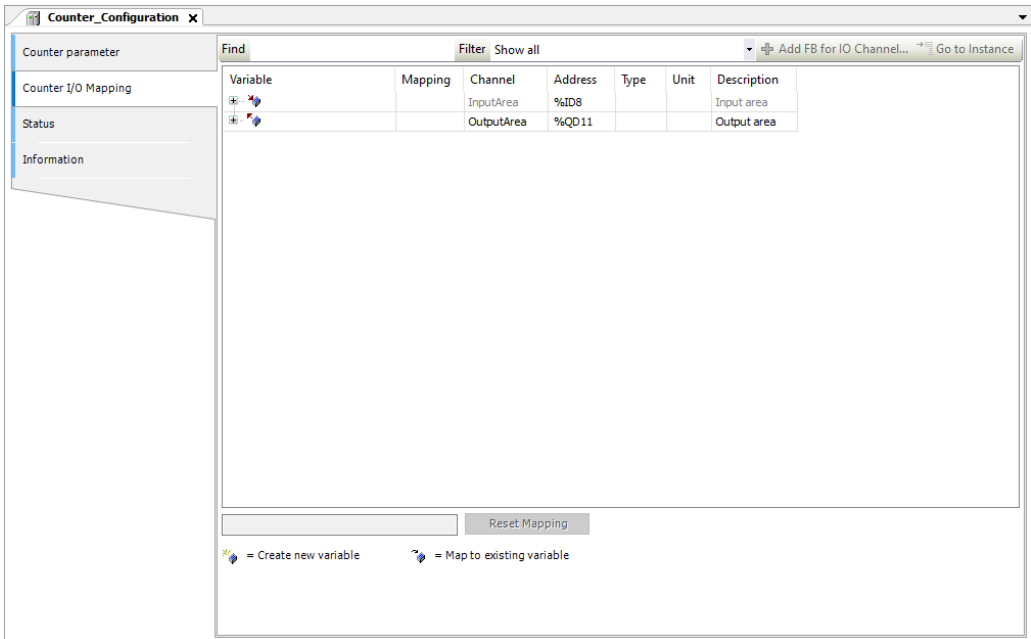 Counter_Configuration X
Counter parameter
Counter I/O Mapping
Status
Information
Find Filter Show all Add FB for IO Channel... Go to Instance
Variable Mapping Channel Address Type Unit Description
InputArea %ID8 Input area
OutputArea %QD11 Output area
Reset Mapping
= Create new variable = Map to existing variable